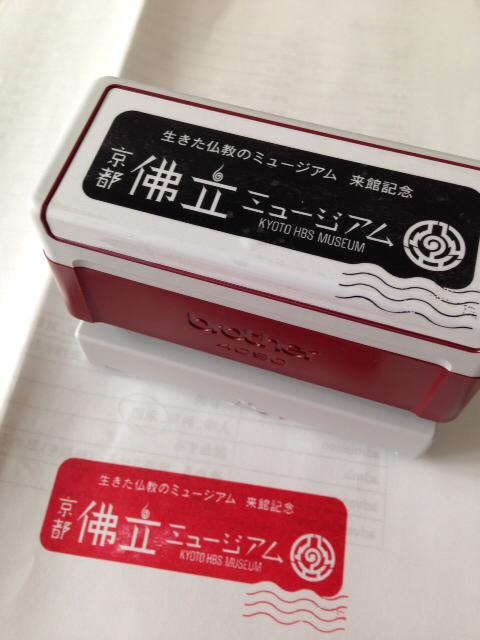 生きた仏教のミュージアム 来館記念
京都 佛立 ミュージアム
KYOTO HBS MUSEUM
brother
生きた仏教のミュージアム 来館記念
京都 佛立 ミュージアム
KYOTO HBS MUSEUM